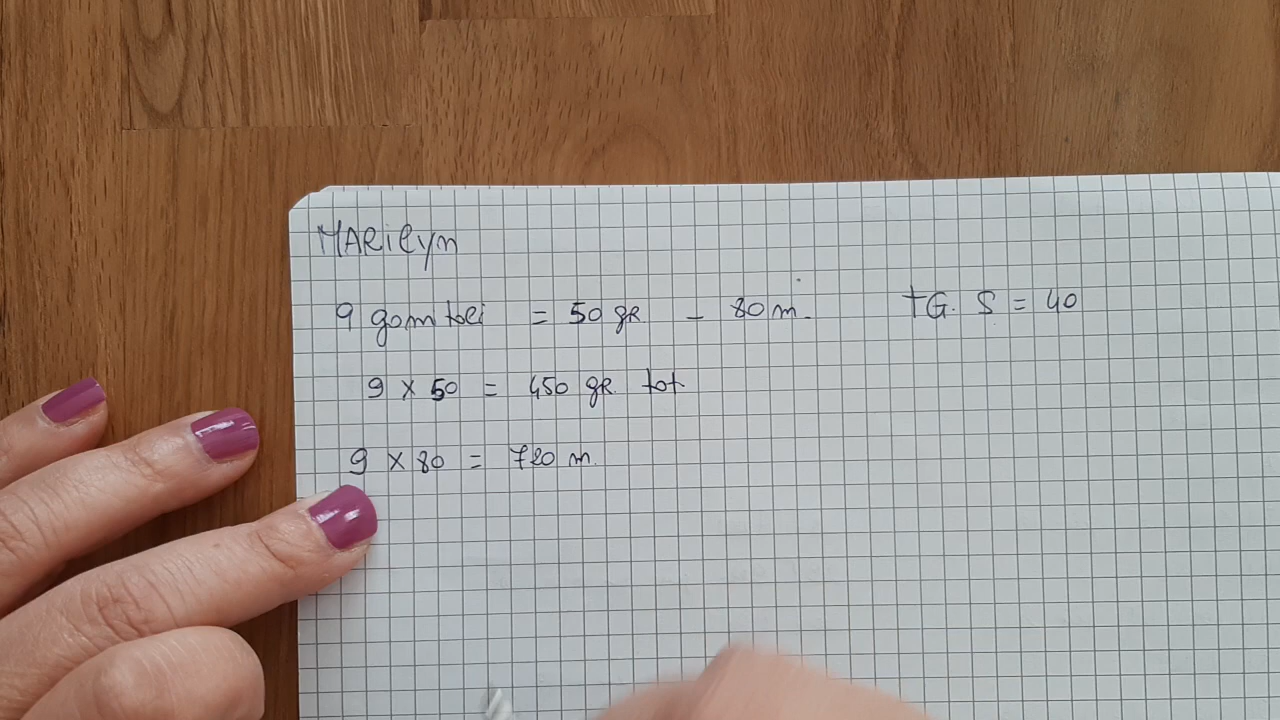 MARilyn
9 gomitoli = 50 gr. - 80 m. TG. S = 40
9 x 50 = 450 gr. tot
9 x 80 = 720 m.